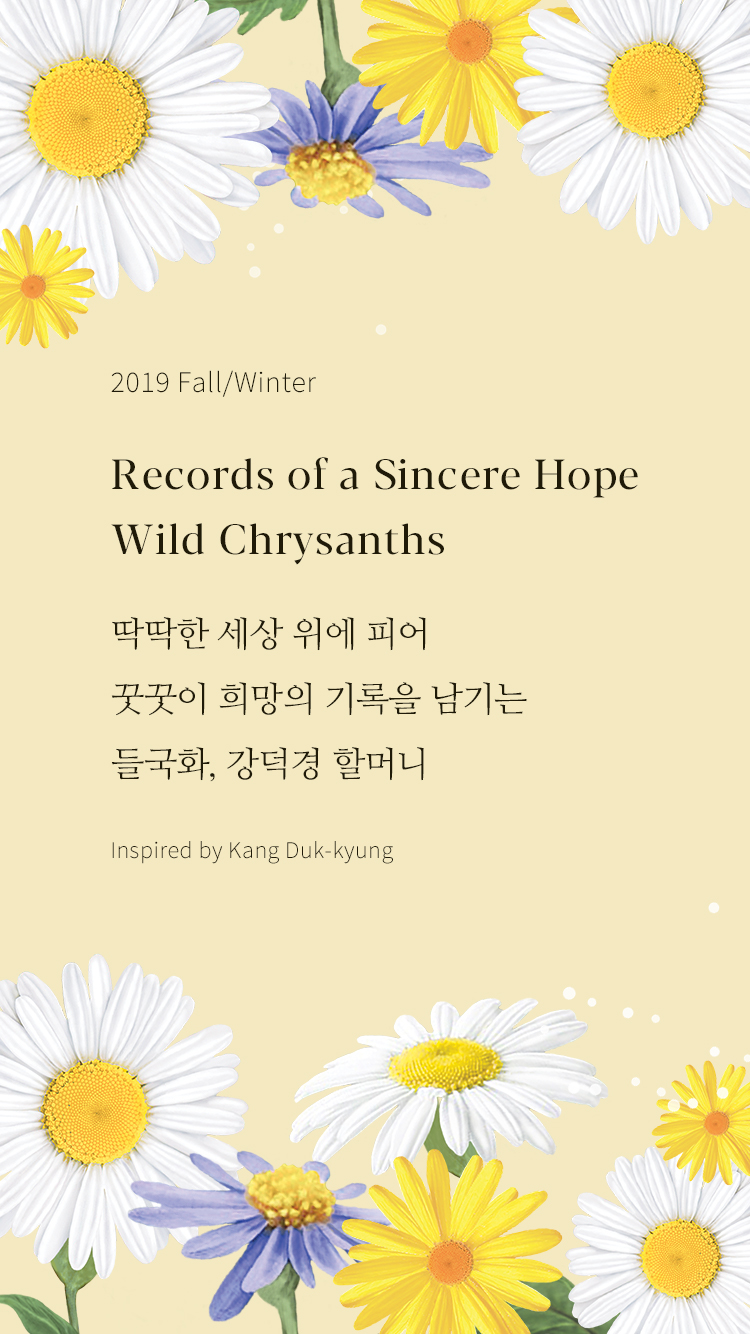 2019 Fall/Winter
Records of a Sincere Hope
Wild Chrysanths
딱딱한 세상 위에 피어
꿋꿋이 희망의 기록을 남기는
들국화, 강덕경 할머니
Inspired by Kang Duk-kyung